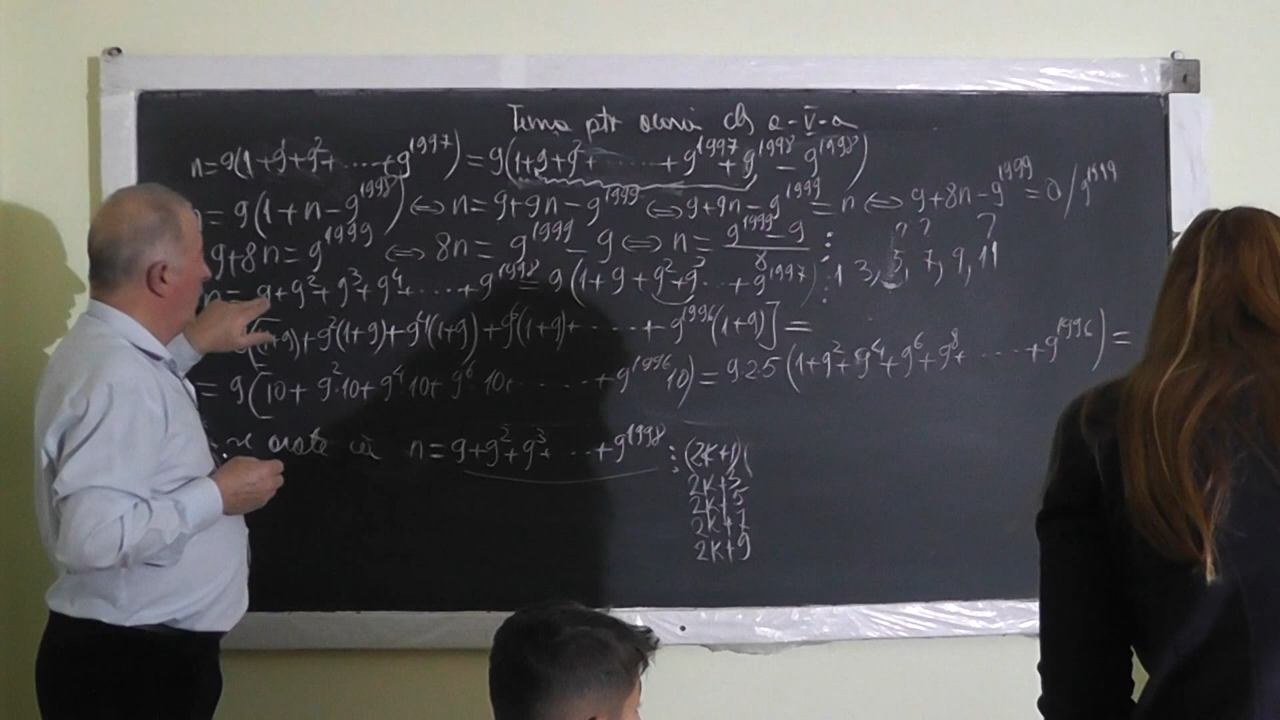 Tema ptr ocară cls a-V-a
n=9(1+9+9²+.....+9¹⁹⁹⁷)=9(1+9+9²+......+9¹⁹⁹⁷+9¹⁹⁹⁸-9¹⁹⁹⁸)
=9(1+n-9¹⁹⁹⁸)⇔n=9+9n-9¹⁹⁹⁹⇔9+9n-9¹⁹⁹⁹=n⇔9+8n-9¹⁹⁹⁹=0/9¹⁹⁹⁹
9+8n=9¹⁹⁹⁹⇔8n=9¹⁹⁹⁹-9⇔n=(9¹⁹⁹⁹-9)/8 ⋮ ? ? ?
n=9+9²+9³+9⁴+.....+9¹⁹⁹⁸=9(1+9+9²+9³...+9¹⁹⁹⁷)⋮1 3,5,7,9,11
9[(1+9)+9²(1+9)+9⁴(1+9)+9⁶(1+9)+......+9¹⁹⁹⁶(1+9)]=
=9(10+9²·10+9⁴·10+9⁶·10+......+9¹⁹⁹⁶10)=9·2·5(1+9²+9⁴+9⁶+9⁸+.....+9¹⁹⁹⁶)=
arate că n=9+9²+9³+...+9¹⁹⁹⁸⋮(2k+1)
2k+3
2k+5
2k+7
2k+9